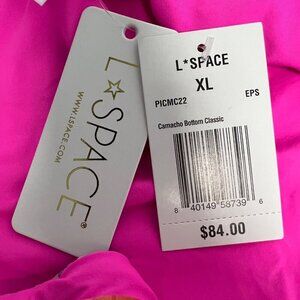 L*SPACE
WWW.LSPACE.COM
L*SPACE
XL
PICMC22 EPS
Camacho Bottom Classic
8 40149 58739 6
$84.00